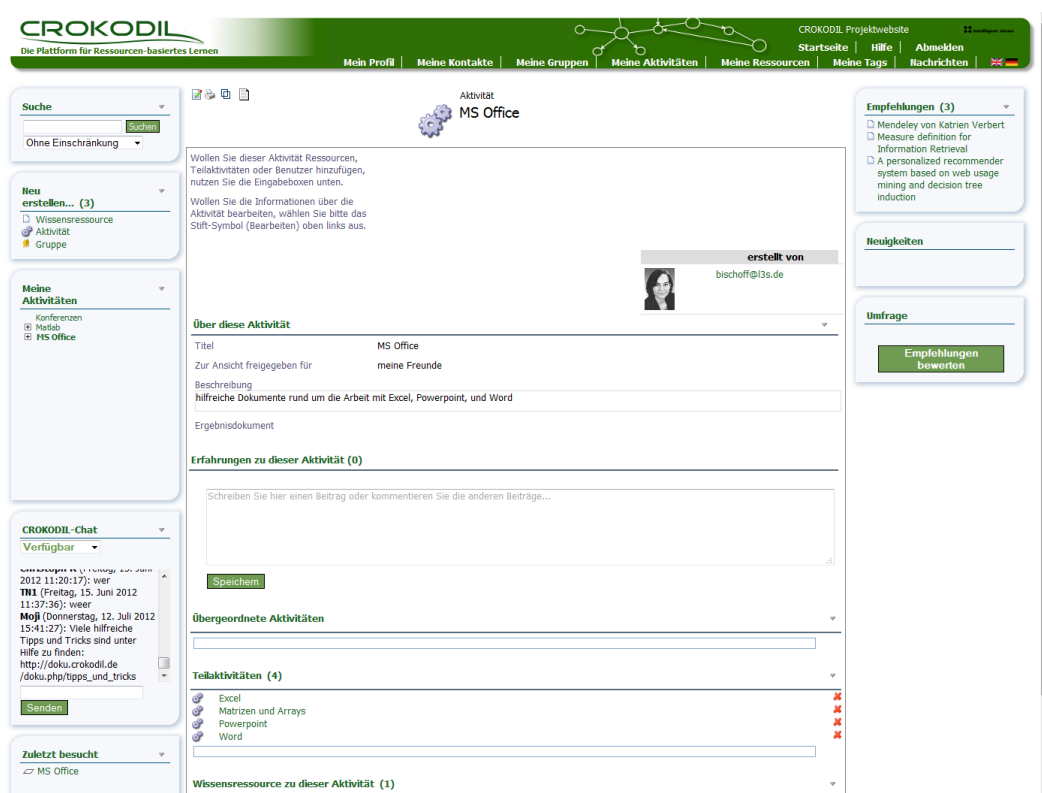 CROKODIL
Die Plattform für Ressourcen-basiertes Lernen
CROKODIL Projektwebsite
Startseite | Hilfe | Abmelden
Mein Profil | Meine Kontakte | Meine Gruppen | Meine Aktivitäten | Meine Ressourcen | Meine Tags | Nachrichten |
Suche
Suchen
Ohne Einschränkung
Neu
erstellen... (3)
Wissensressource
Aktivität
Gruppe
Meine
Aktivitäten
Konferenzen
Matlab
MS Office
CROKODIL-Chat
Verfügbar
Christoph R (Freitag, 15. Juni
2012 11:20:17): wer
TN1 (Freitag, 15. Juni 2012
11:37:36): weer
Moji (Donnerstag, 12. Juli 2012
15:41:27): Viele hilfreiche
Tipps und Tricks sind unter
Hilfe zu finden:
http://doku.crokodil.de
/doku.php/tipps_und_tricks
Senden
Zuletzt besucht
MS Office
Aktivität
MS Office
Wollen Sie dieser Aktivität Ressourcen,
Teilaktivitäten oder Benutzer hinzufügen,
nutzen Sie die Eingabeboxen unten.
Wollen Sie die Informationen über die
Aktivität bearbeiten, wählen Sie bitte das
Stift-Symbol (Bearbeiten) oben links aus.
erstellt von
bischoff@l3s.de
Über diese Aktivität
Titel MS Office
Zur Ansicht freigegeben für meine Freunde
Beschreibung
hilfreiche Dokumente rund um die Arbeit mit Excel, Powerpoint, und Word
Ergebnisdokument
Erfahrungen zu dieser Aktivität (0)
Schreiben Sie hier einen Beitrag oder kommentieren Sie die anderen Beiträge...
Speichern
Übergeordnete Aktivitäten
Teilaktivitäten (4)
Excel
Matrizen und Arrays
Powerpoint
Word
Wissensressource zu dieser Aktivität (1)
Empfehlungen (3)
Mendeley von Katrien Verbert
Measure definition for
Information Retrieval
A personalized recommender
system based on web usage
mining and decision tree
induction
Neuigkeiten
Umfrage
Empfehlungen
bewerten